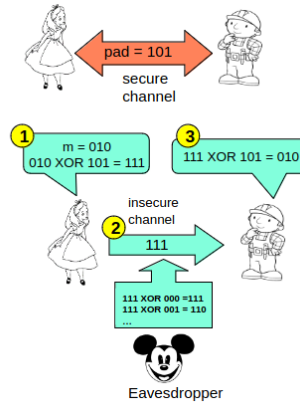 pad = 101
secure
channel
1
m = 010
010 XOR 101 = 111
3
111 XOR 101 = 010
insecure
channel
2
111
111 XOR 000 =111
111 XOR 001 = 110
...
Eavesdropper